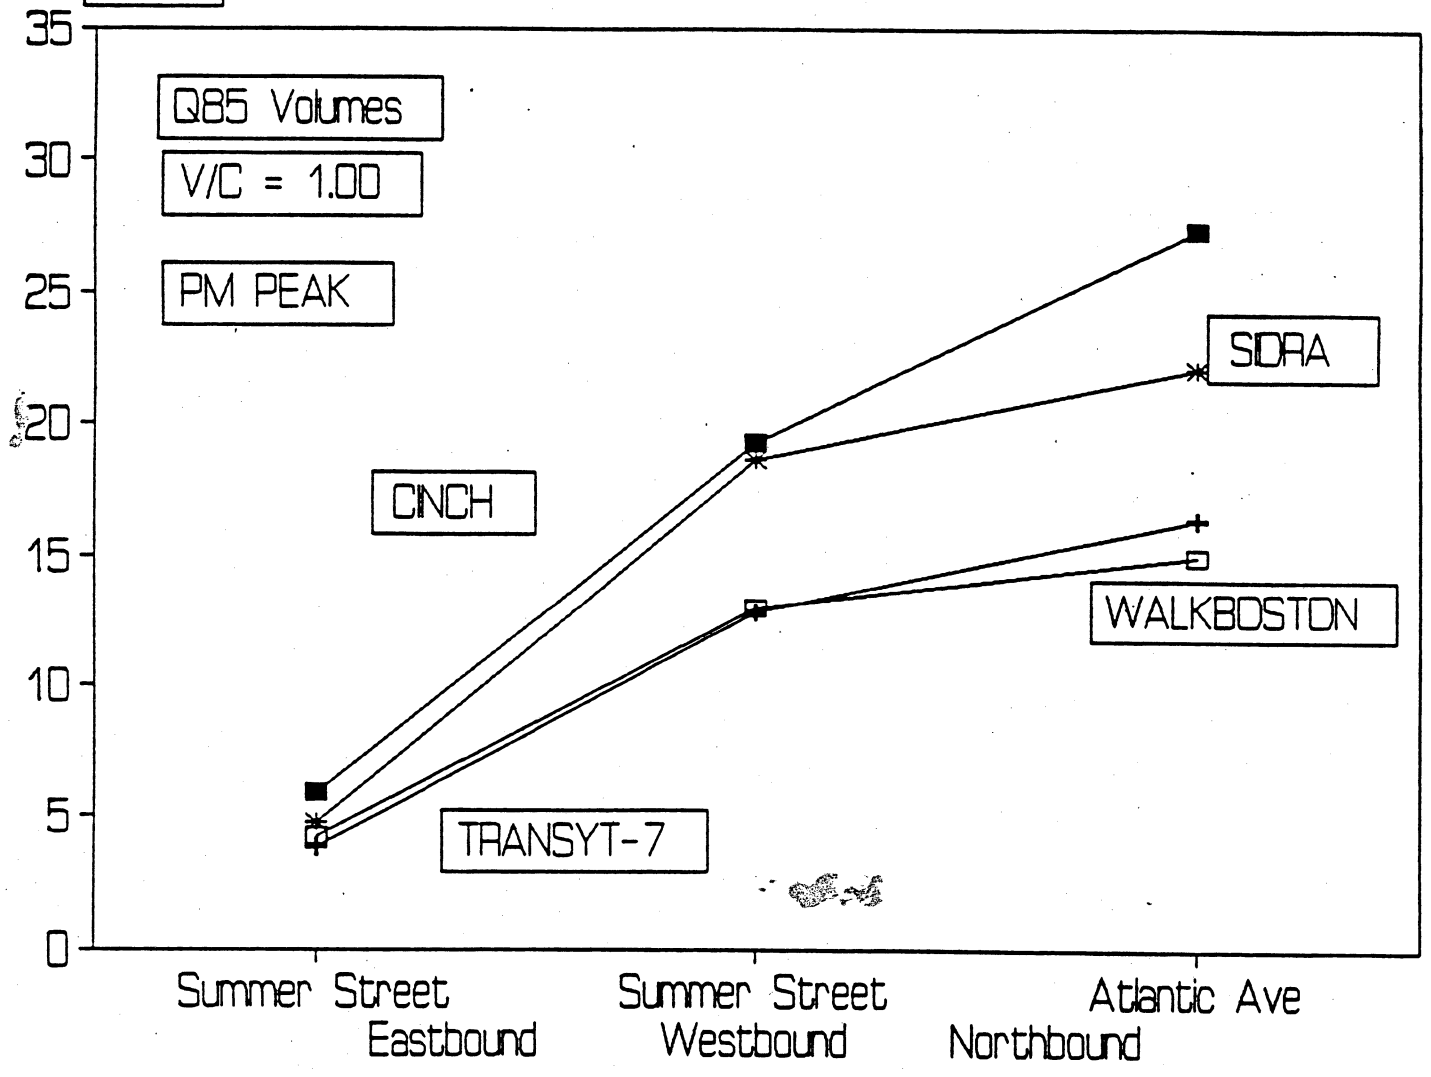 35
Q85 Volumes
30
V/C = 1.00
25
PM PEAK
SIDRA
20
CINCH
15
WALKBOSTON
10
5
TRANSYT-7
0
Summer Street
Summer Street
Atlantic Ave
Eastbound
Westbound
Northbound